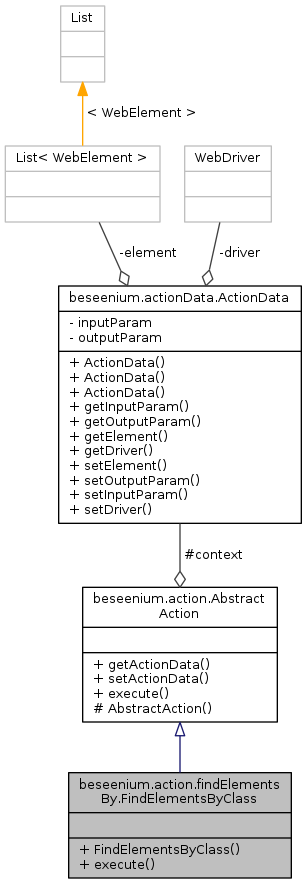 List
< WebElement >
List< WebElement >
WebDriver
-element
-driver
beseenium.actionData.ActionData
- inputParam
- outputParam
+ ActionData()
+ ActionData()
+ ActionData()
+ getInputParam()
+ getOutputParam()
+ getElement()
+ getDriver()
+ setElement()
+ setOutputParam()
+ setInputParam()
+ setDriver()
#context
beseenium.action.Abstract
Action
+ getActionData()
+ setActionData()
+ execute()
# AbstractAction()
beseenium.action.findElements
By.FindElementsByClass
+ FindElementsByClass()
+ execute()